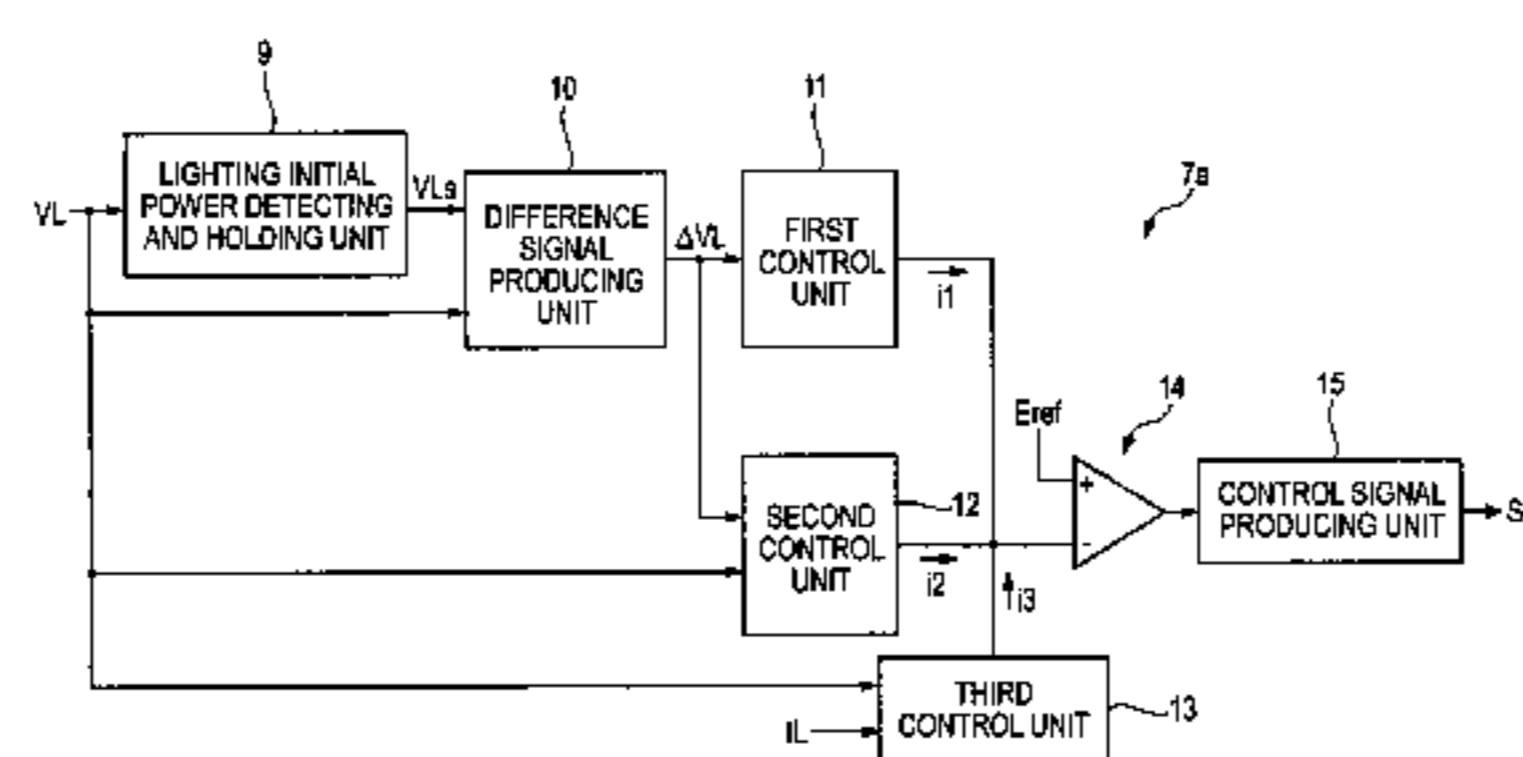 9
10
11
7a
LIGHTING INITIAL
POWER DETECTING
AND HOLDING UNIT
VL
VLs
DIFFERENCE
SIGNAL
PRODUCING
UNIT
ΔVL
FIRST
CONTROL
UNIT
i1
14
15
Eref
+
-
CONTROL SIGNAL
PRODUCING UNIT
S
SECOND
CONTROL
UNIT
12
i2
i3
THIRD
CONTROL UNIT
13
IL